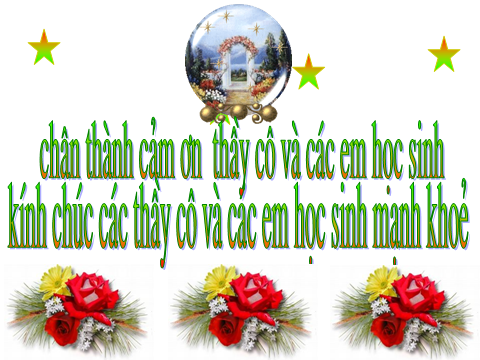 chân thành cảm ơn thầy cô và các em học sinh
kính chúc các thầy cô và các em học sinh mạnh khoẻ